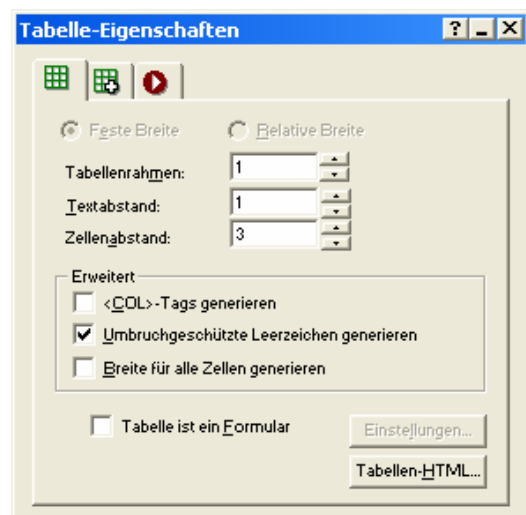 Tabelle-Eigenschaften
Feste Breite Relative Breite
Tabellenrahmen: 1
Textabstand: 1
Zellenabstand: 3
Erweitert
<COL>-Tags generieren
Umbruchgeschützte Leerzeichen generieren
Breite für alle Zellen generieren
Tabelle ist ein Formular Einstellungen...
Tabellen-HTML...